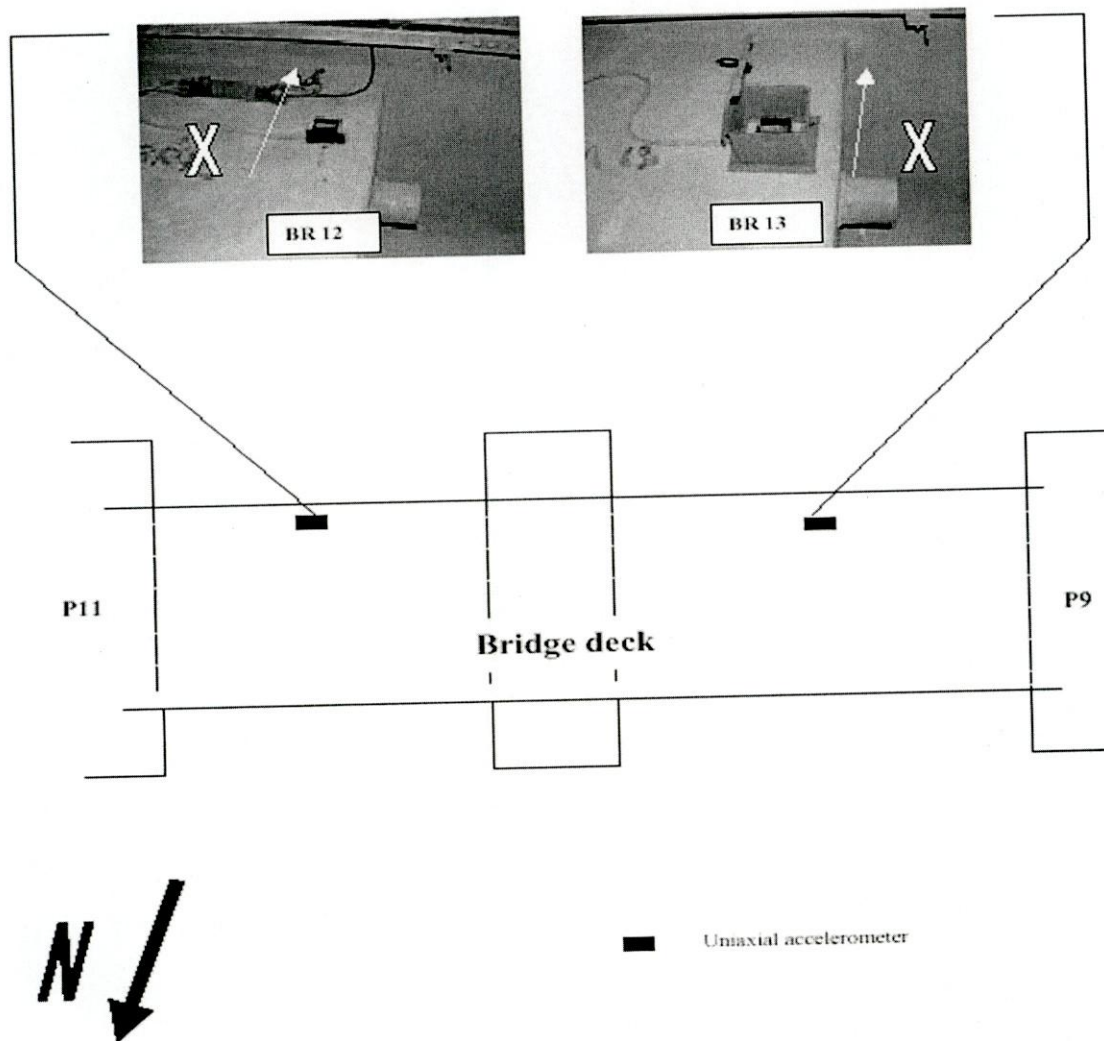 X
BR 12
X
BR 13
P11
P9
Bridge deck
N
Uniaxial accelerometer